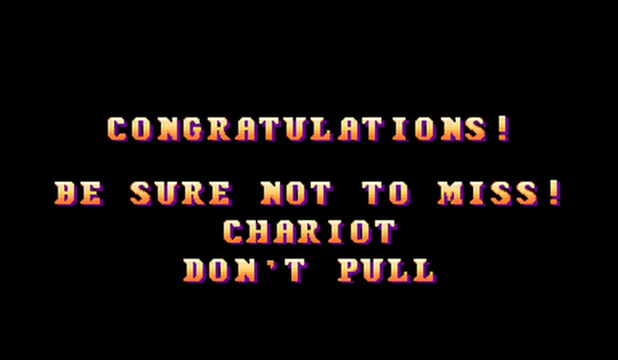 CONGRATULATIONS!
BE SURE NOT TO MISS!
CHARIOT
DON'T PULL